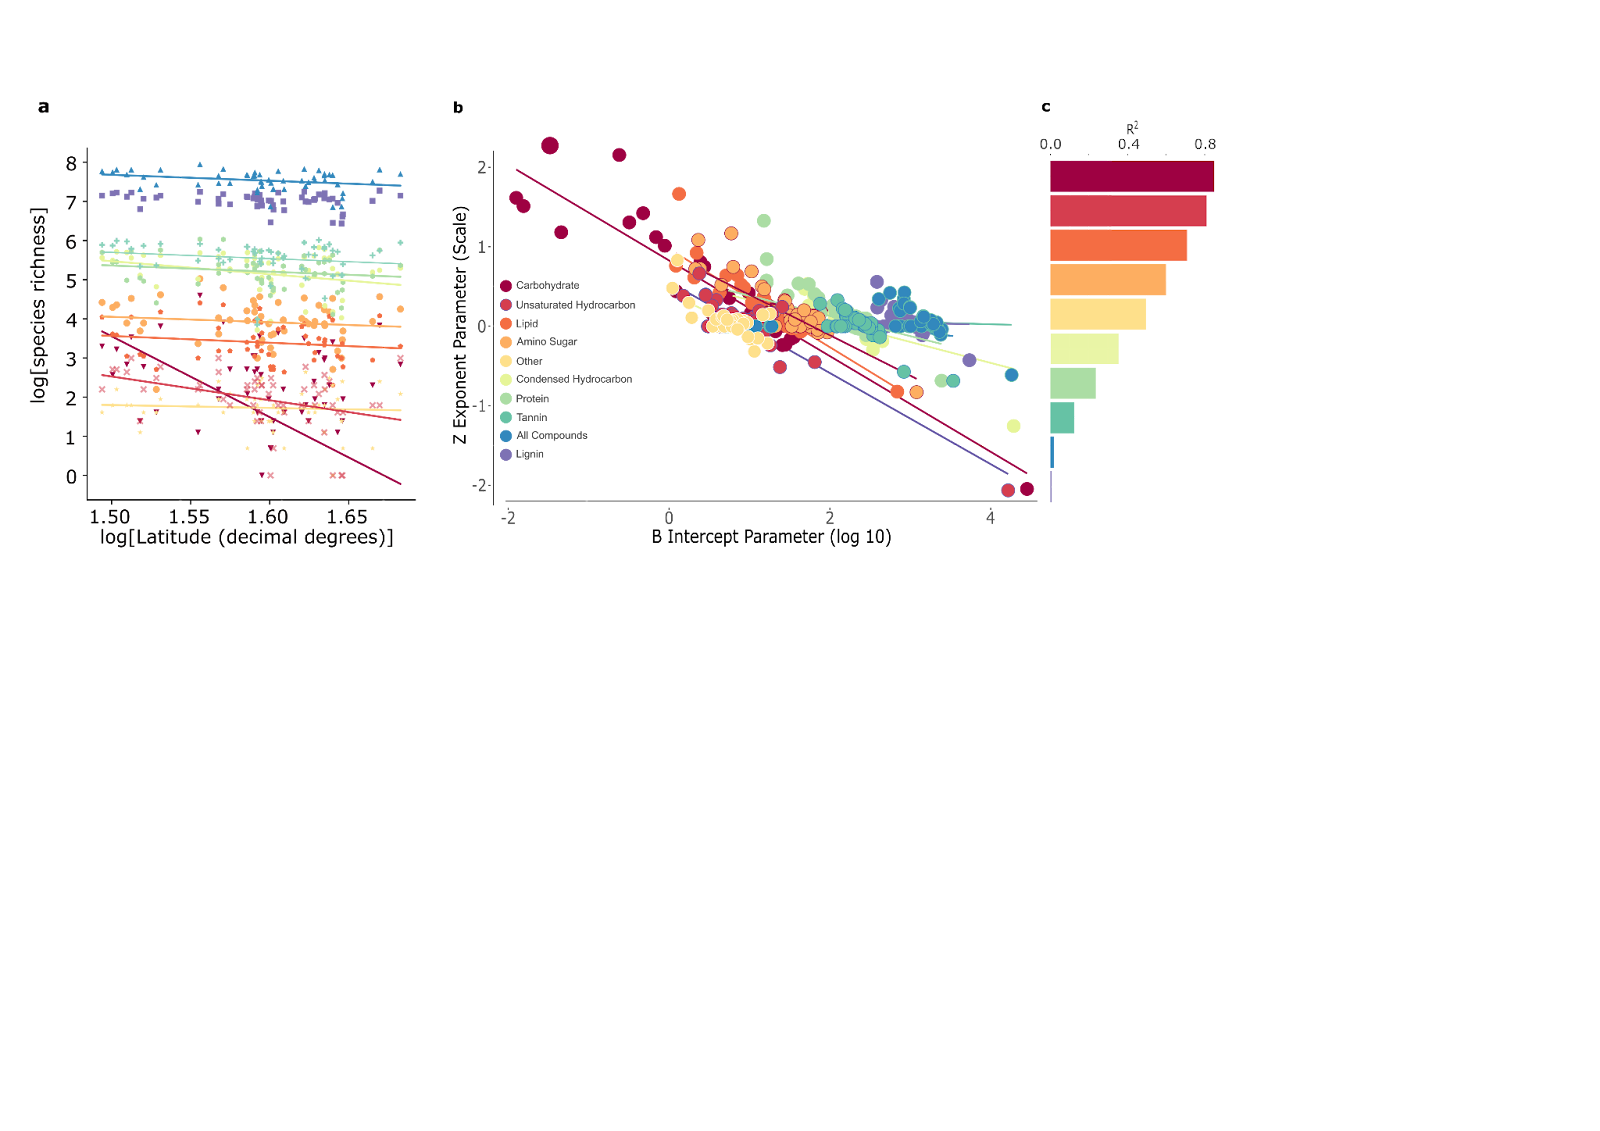 a
8
7
6
5
4
3
2
1
0
log[species richness]
1.50 1.55 1.60 1.65
log[Latitude (decimal degrees)]
b
2
1
0
-1
-2
Z Exponent Parameter (Scale)
Carbohydrate
Unsaturated Hydrocarbon
Lipid
Amino Sugar
Other
Condensed Hydrocarbon
Protein
Tannin
All Compounds
Lignin
-2 0 2 4
B Intercept Parameter (log 10)
c
R2
0.0 0.4 0.8